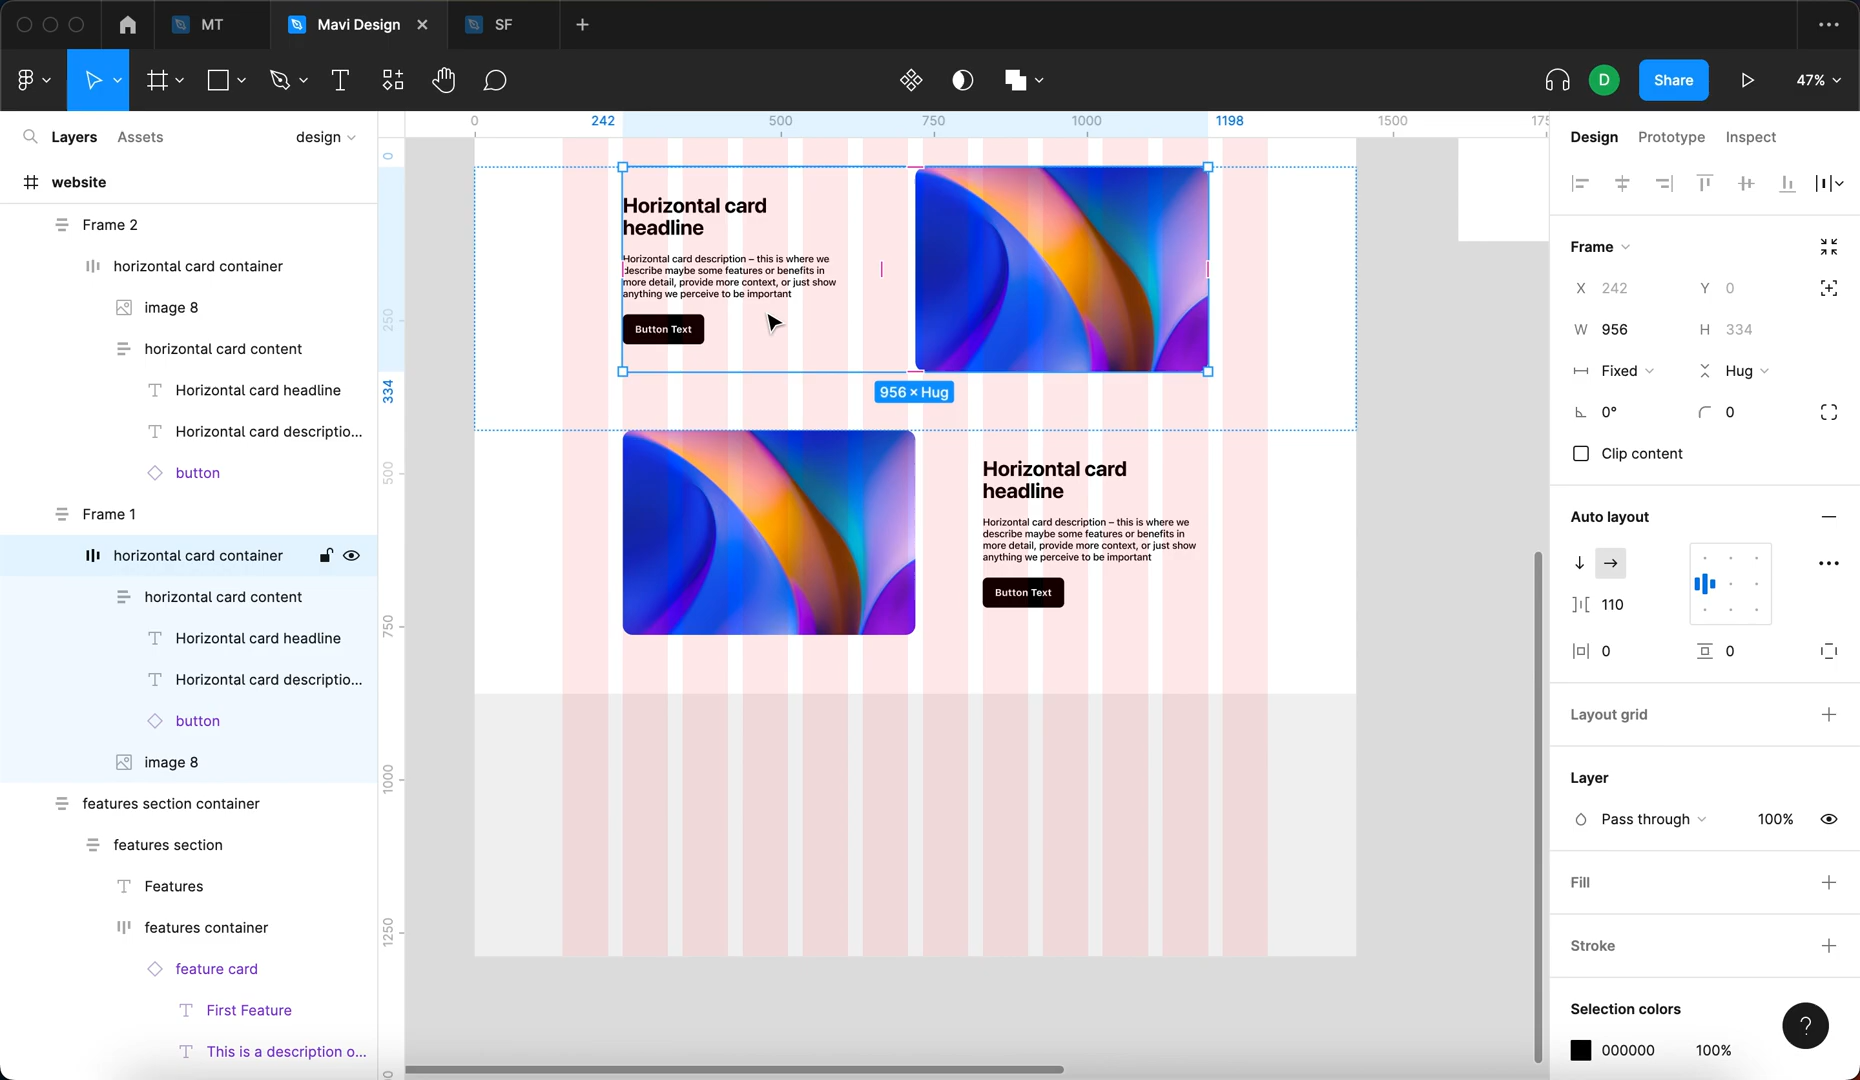 MT
Mavi Design
SF
D
Share
47%
Layers
Assets
design
website
Frame 2
horizontal card container
image 8
horizontal card content
Horizontal card headline
Horizontal card descriptio...
button
Frame 1
horizontal card container
horizontal card content
Horizontal card headline
Horizontal card descriptio...
button
image 8
features section container
features section
Features
features container
feature card
First Feature
This is a description o...
0
242
500
750
1000
1198
1500
0
250
334
500
750
1000
1250
Horizontal card
headline
Horizontal card description – this is where we
describe maybe some features or benefits in
more detail, provide more context, or just show
anything we perceive to be important
Button Text
956 × Hug
Horizontal card
headline
Horizontal card description – this is where we
describe maybe some features or benefits in
more detail, provide more context, or just show
anything we perceive to be important
Button Text
Design
Prototype
Inspect
Frame
X 242
Y 0
W 956
H 334
Fixed
Hug
0°
0
Clip content
Auto layout
110
0
0
Layout grid
Layer
Pass through
100%
Fill
Stroke
Selection colors
000000
100%
?